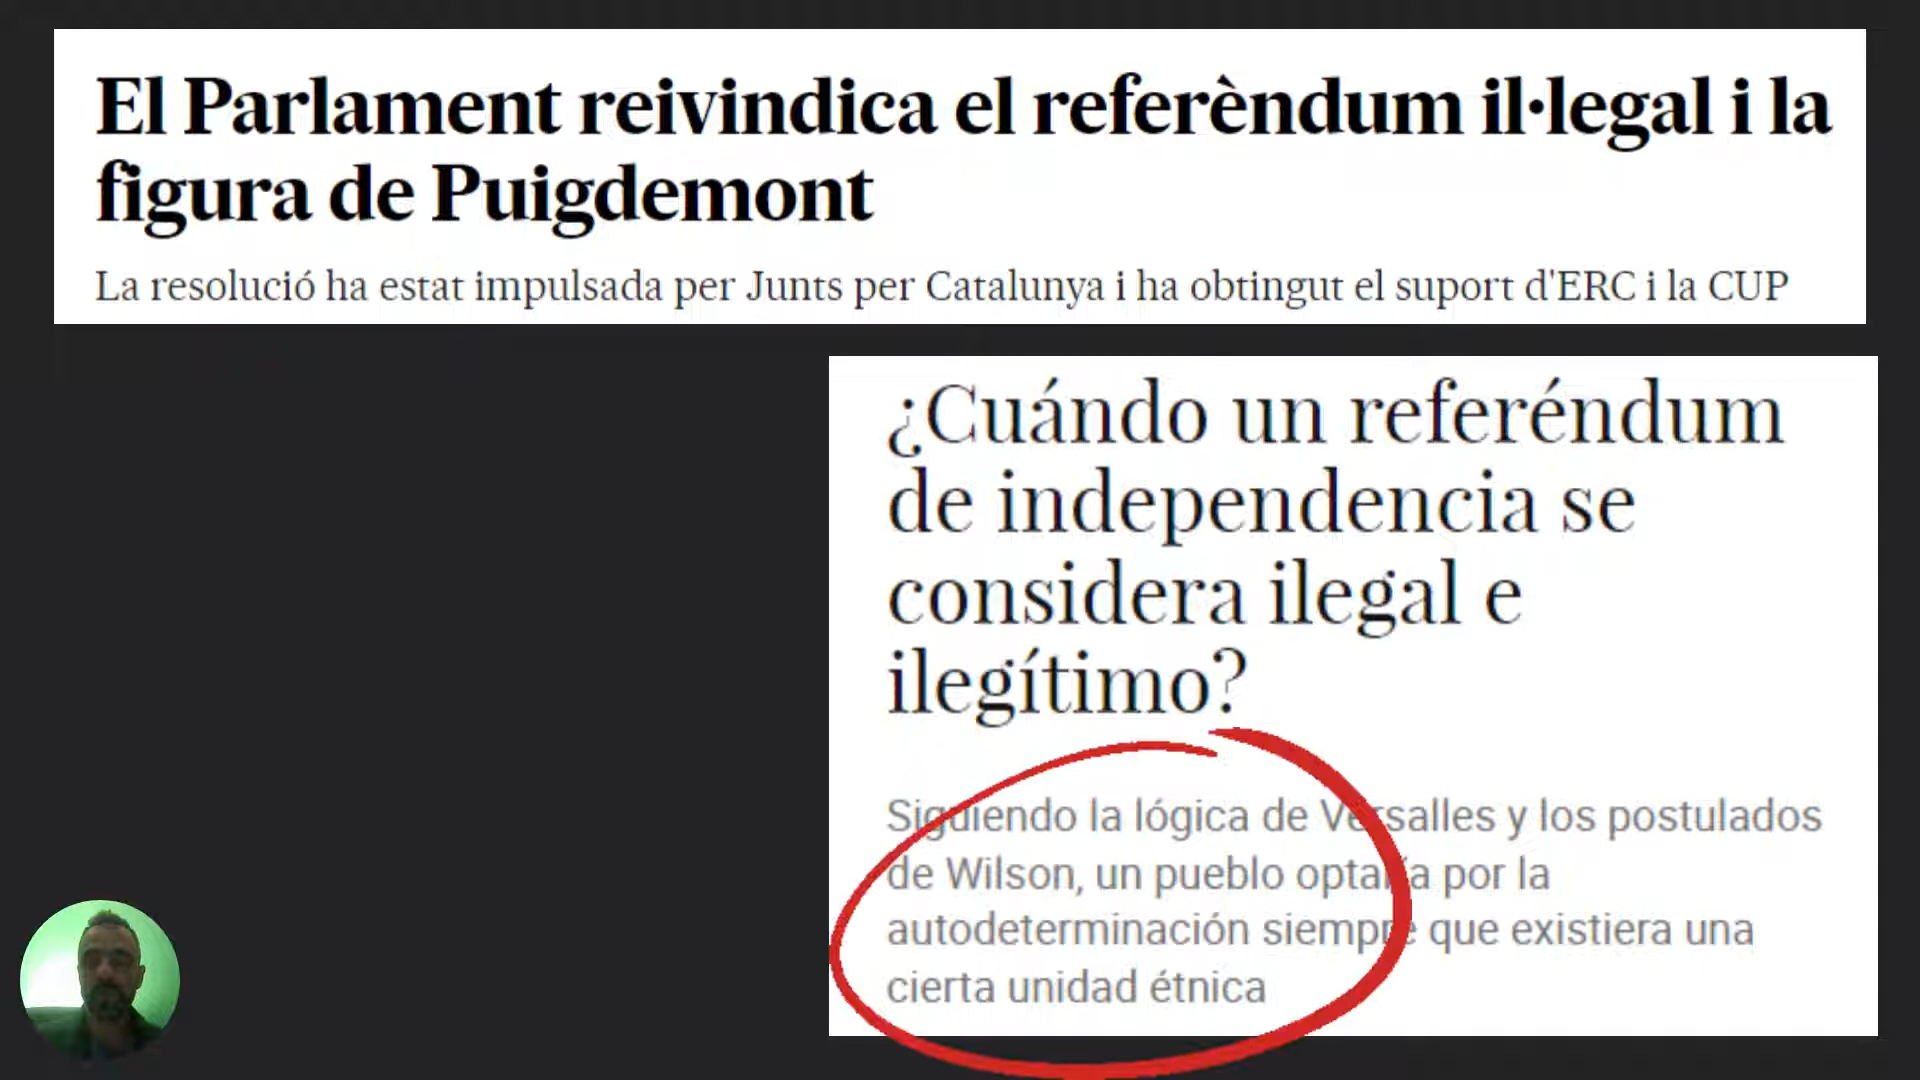 El Parlament reivindica el referèndum il·legal i la
figura de Puigdemont
La resolució ha estat impulsada per Junts per Catalunya i ha obtingut el suport d'ERC i la CUP
¿Cuándo un referéndum
de independencia se
considera ilegal e
ilegítimo?
Siguiendo la lógica de Versalles y los postulados
de Wilson, un pueblo optaría por la
autodeterminación siempre que existiera una
cierta unidad étnica